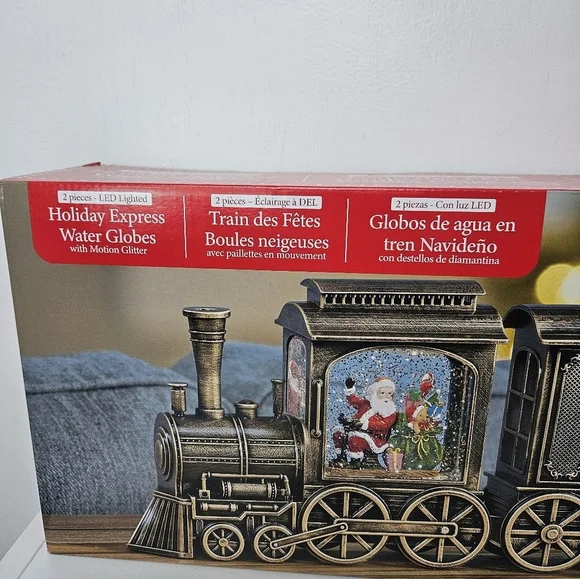 2 pieces - LED Lighted
Holiday Express
Water Globes
with Motion Glitter
2 pièces – Éclairage à DEL
Train des Fêtes
Boules neigeuses
avec paillettes en mouvement
2 piezas - Con luz LED
Globos de agua en
tren Navideño
con destellos de diamantina